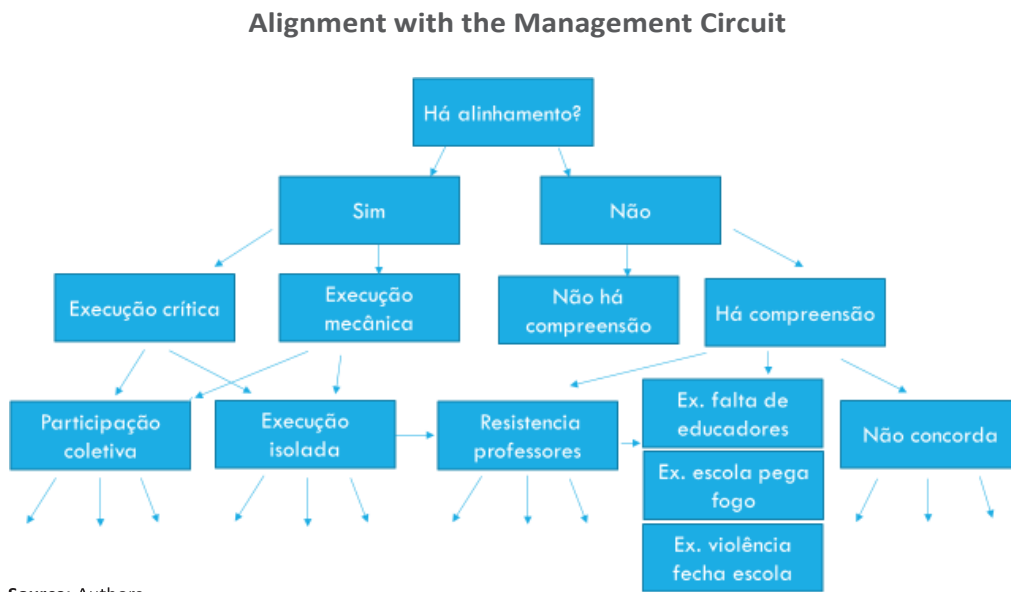 Alignment with the Management Circuit
Há alinhamento?
Sim
Não
Execução crítica
Execução
mecânica
Não há
compreensão
Há compreensão
Participação
coletiva
Execução
isolada
Resistencia
professores
Ex. falta de
educadores
Não concorda
Ex. escola pega
fogo
Ex. violência
fecha escola
Source: Authors